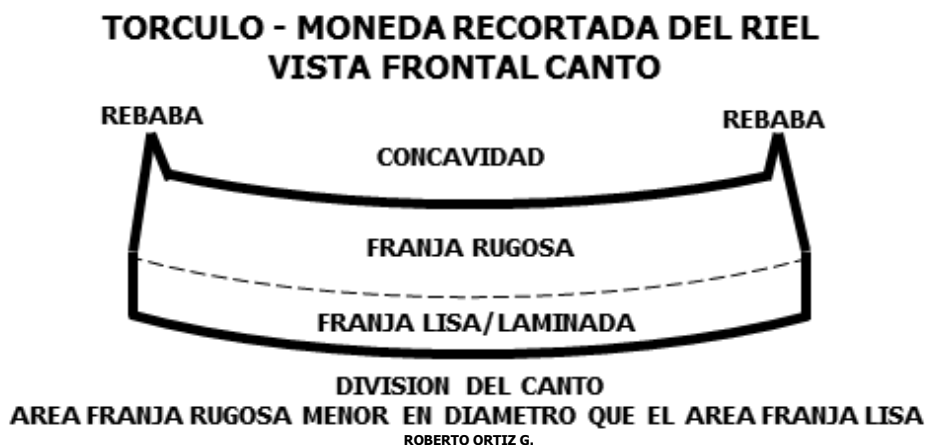 TORCULO - MONEDA RECORTADA DEL RIEL
VISTA FRONTAL CANTO
REBABA
REBABA
CONCAVIDAD
FRANJA RUGOSA
FRANJA LISA/LAMINADA
DIVISION DEL CANTO
AREA FRANJA RUGOSA MENOR EN DIAMETRO QUE EL AREA FRANJA LISA
ROBERTO ORTIZ G.